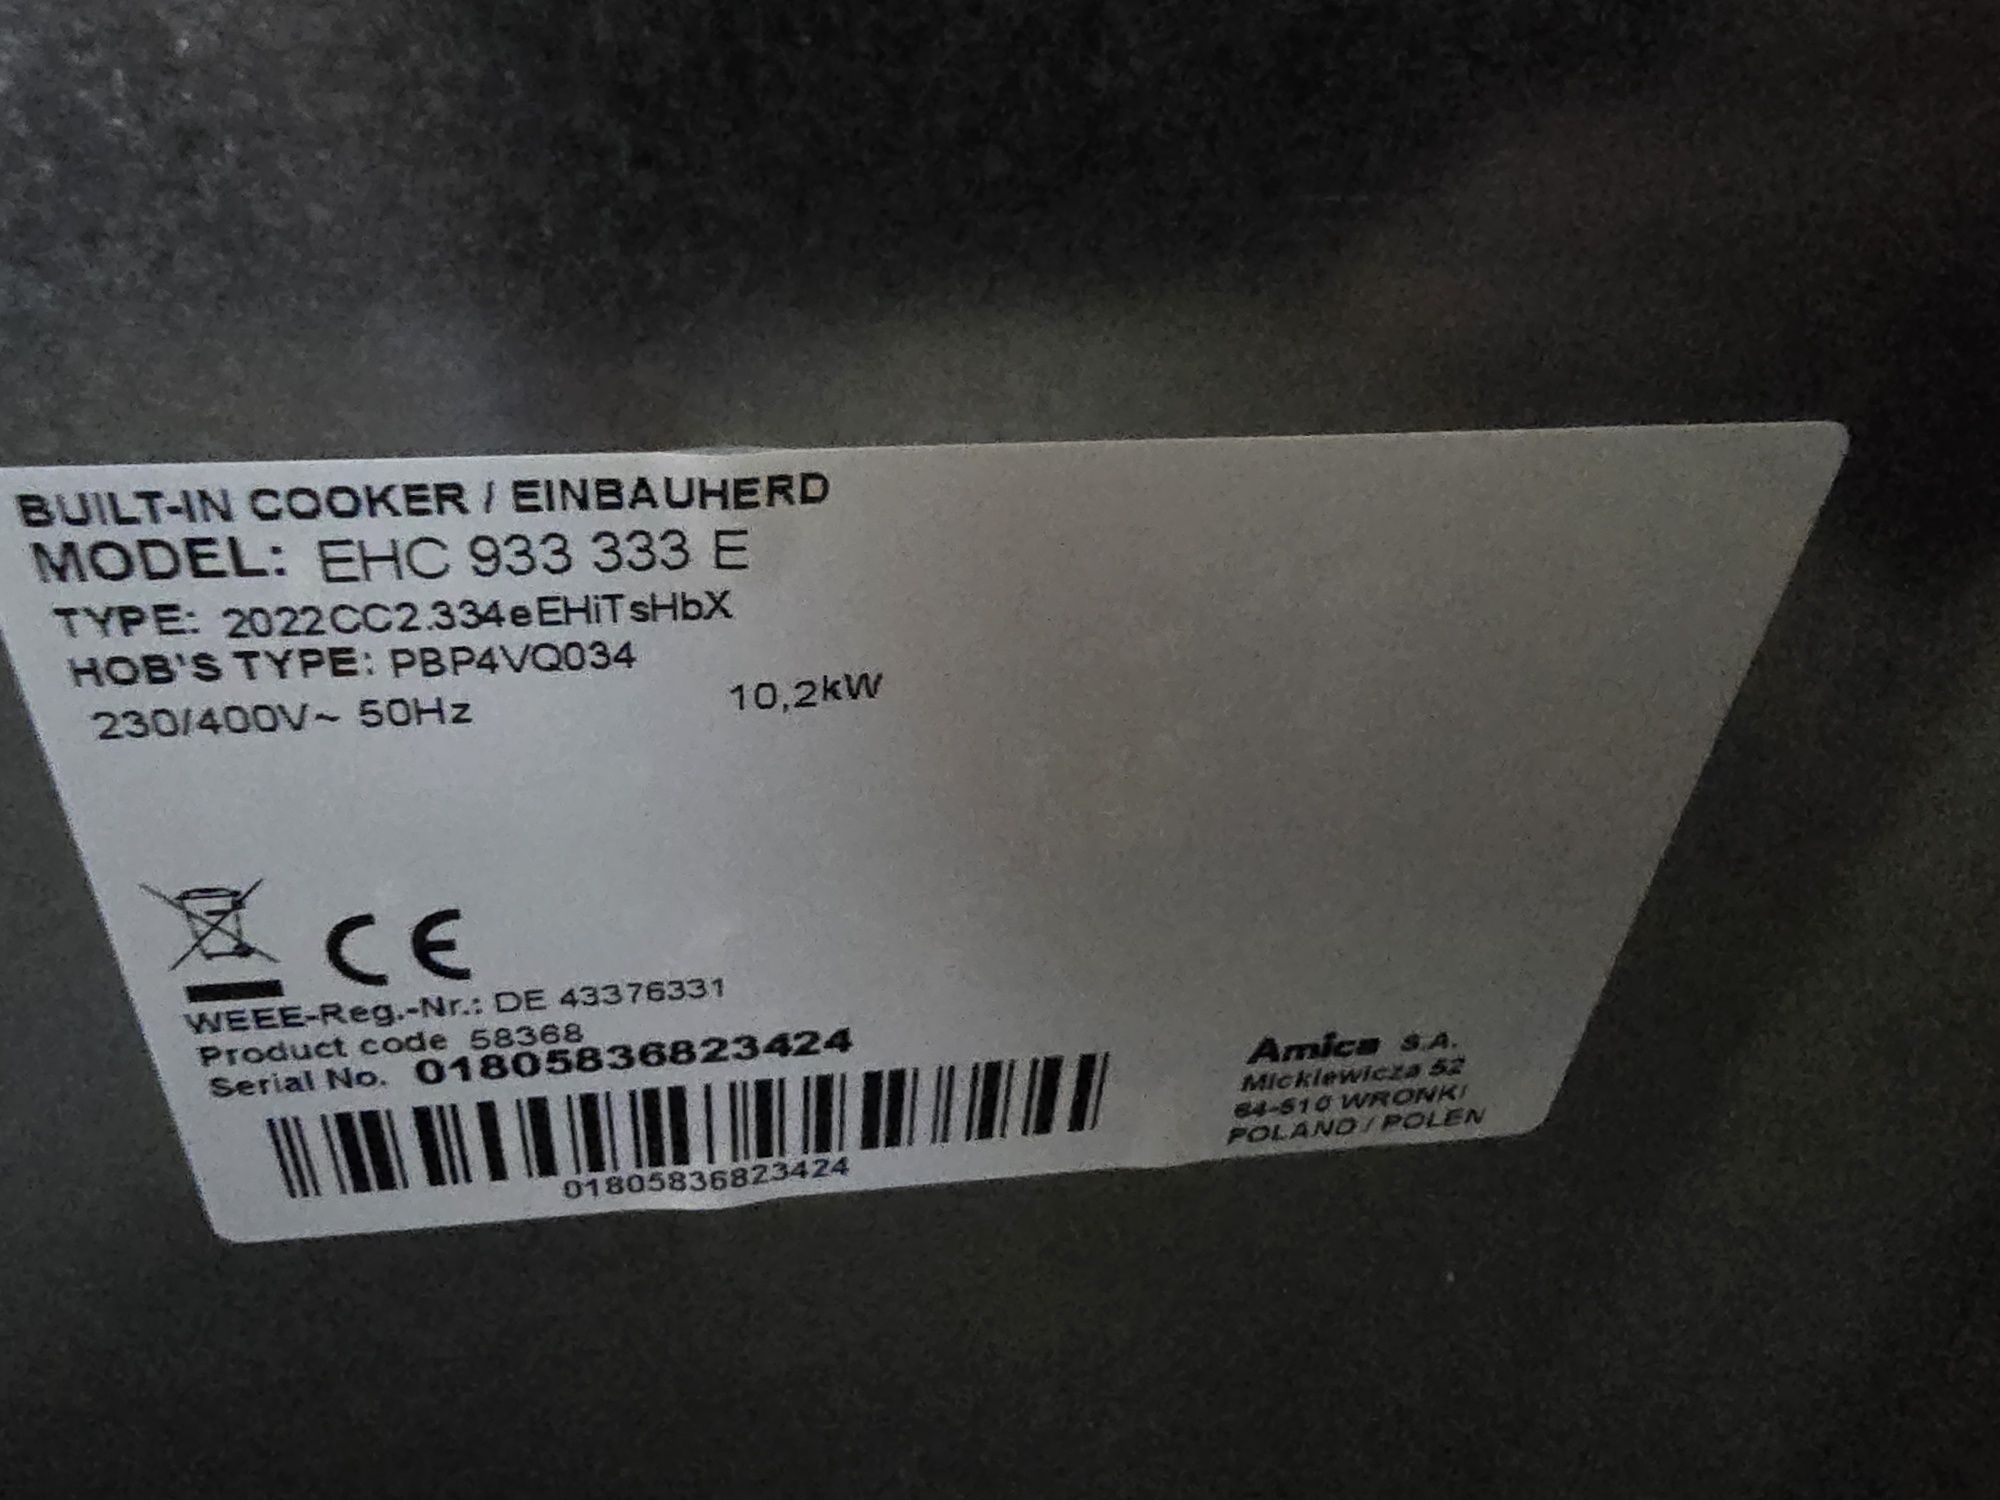 BUILT-IN COOKER / EINBAUHERD
MODEL: EHC 933 333 E
TYPE: 2022CC2.334eEHiTsHbX
HOB'S TYPE: PBP4VQ034
230/400V~ 50Hz 10,2kW
CE
WEEE-Reg.-Nr.: DE 43376331
Product code 58368
Serial No. 01805836823424
01805836823424
Amica S.A.
Mickiewicza 52
64-510 WRONKI
POLAND / POLEN